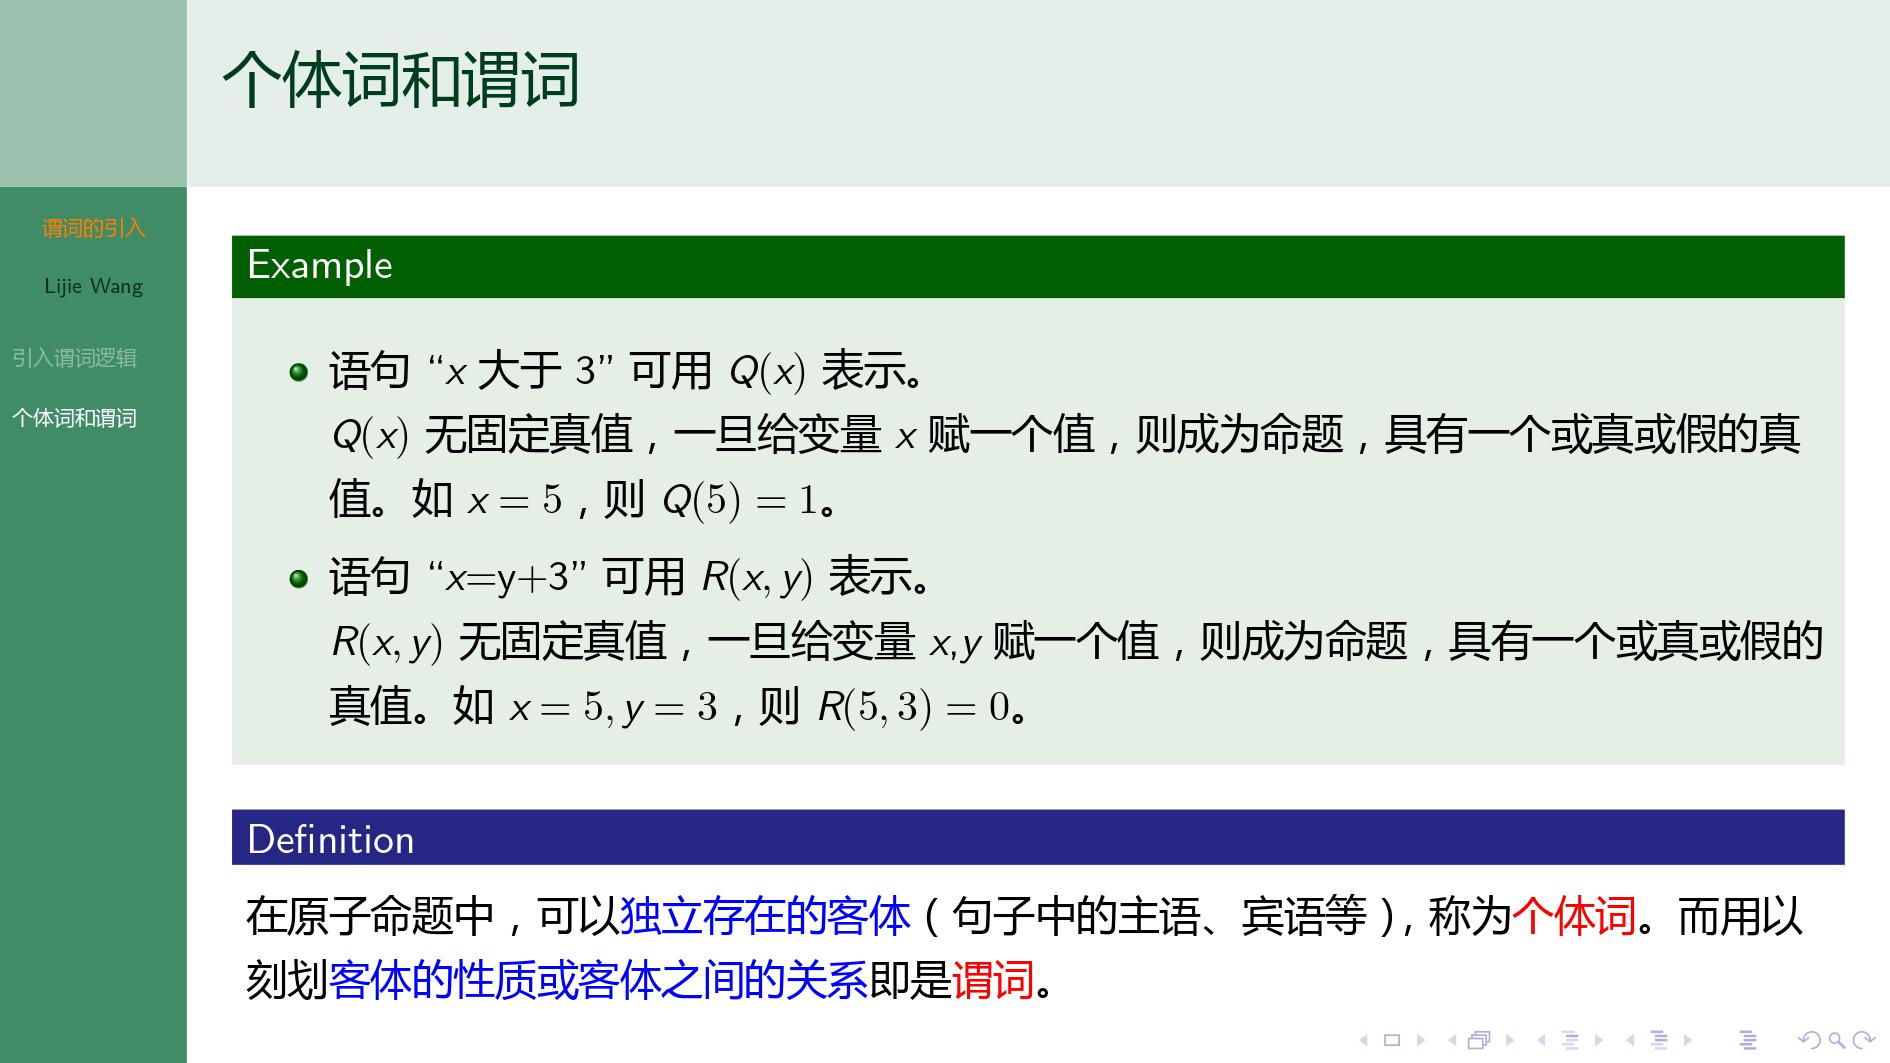 个体词和谓词
谓词的引入
Lijie Wang
引入谓词逻辑
个体词和谓词
Example
语句 “x 大于 3” 可用 Q(x) 表示。
Q(x) 无固定真值，一旦给变量 x 赋一个值，则成为命题，具有一个或真或假的真
值。如 x = 5，则 Q(5) = 1。
语句 “x=y+3” 可用 R(x, y) 表示。
R(x, y) 无固定真值，一旦给变量 x,y 赋一个值，则成为命题，具有一个或真或假的
真值。如 x = 5, y = 3，则 R(5, 3) = 0。
Definition
在原子命题中，可以独立存在的客体（句子中的主语、宾语等），称为个体词。而用以
刻划客体的性质或客体之间的关系即是谓词。